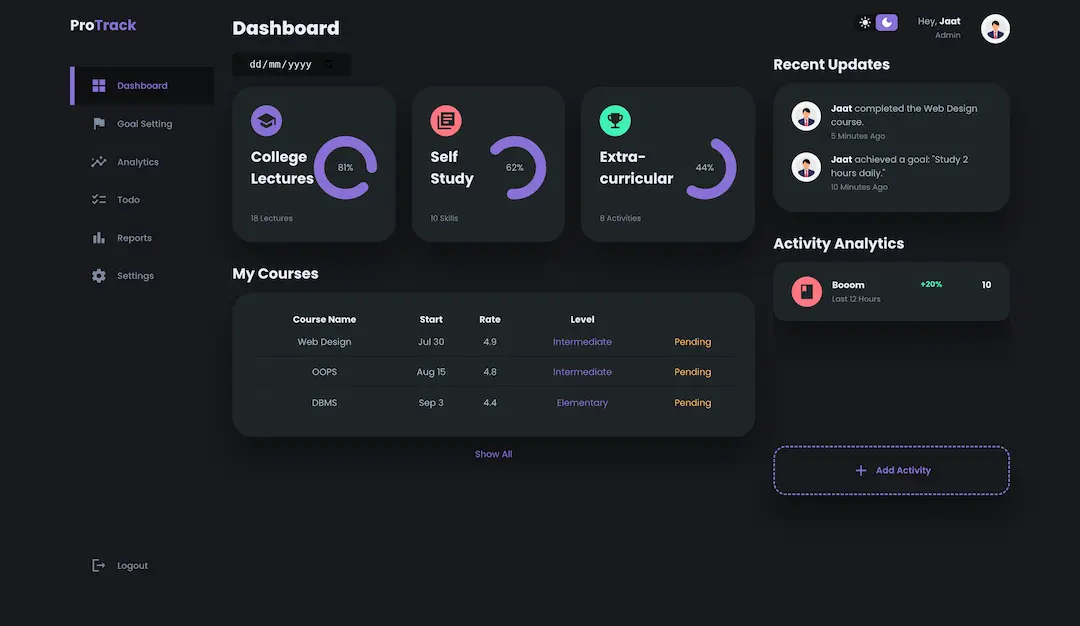 ProTrack
Dashboard
Goal Setting
Analytics
Todo
Reports
Settings
Logout
Dashboard
dd/mm/yyyy
College
Lectures
81%
18 Lectures
Self
Study
62%
10 Skills
Extra-
curricular
44%
8 Activities
My Courses
Course Name Start Rate Level
Web Design Jul 30 4.9 Intermediate Pending
OOPS Aug 15 4.8 Intermediate Pending
DBMS Sep 3 4.4 Elementary Pending
Show All
Hey, Jaat
Admin
Recent Updates
Jaat completed the Web Design
course.
5 Minutes Ago
Jaat achieved a goal: "Study 2
hours daily."
10 Minutes Ago
Activity Analytics
Booom +20% 10
Last 12 Hours
Add Activity